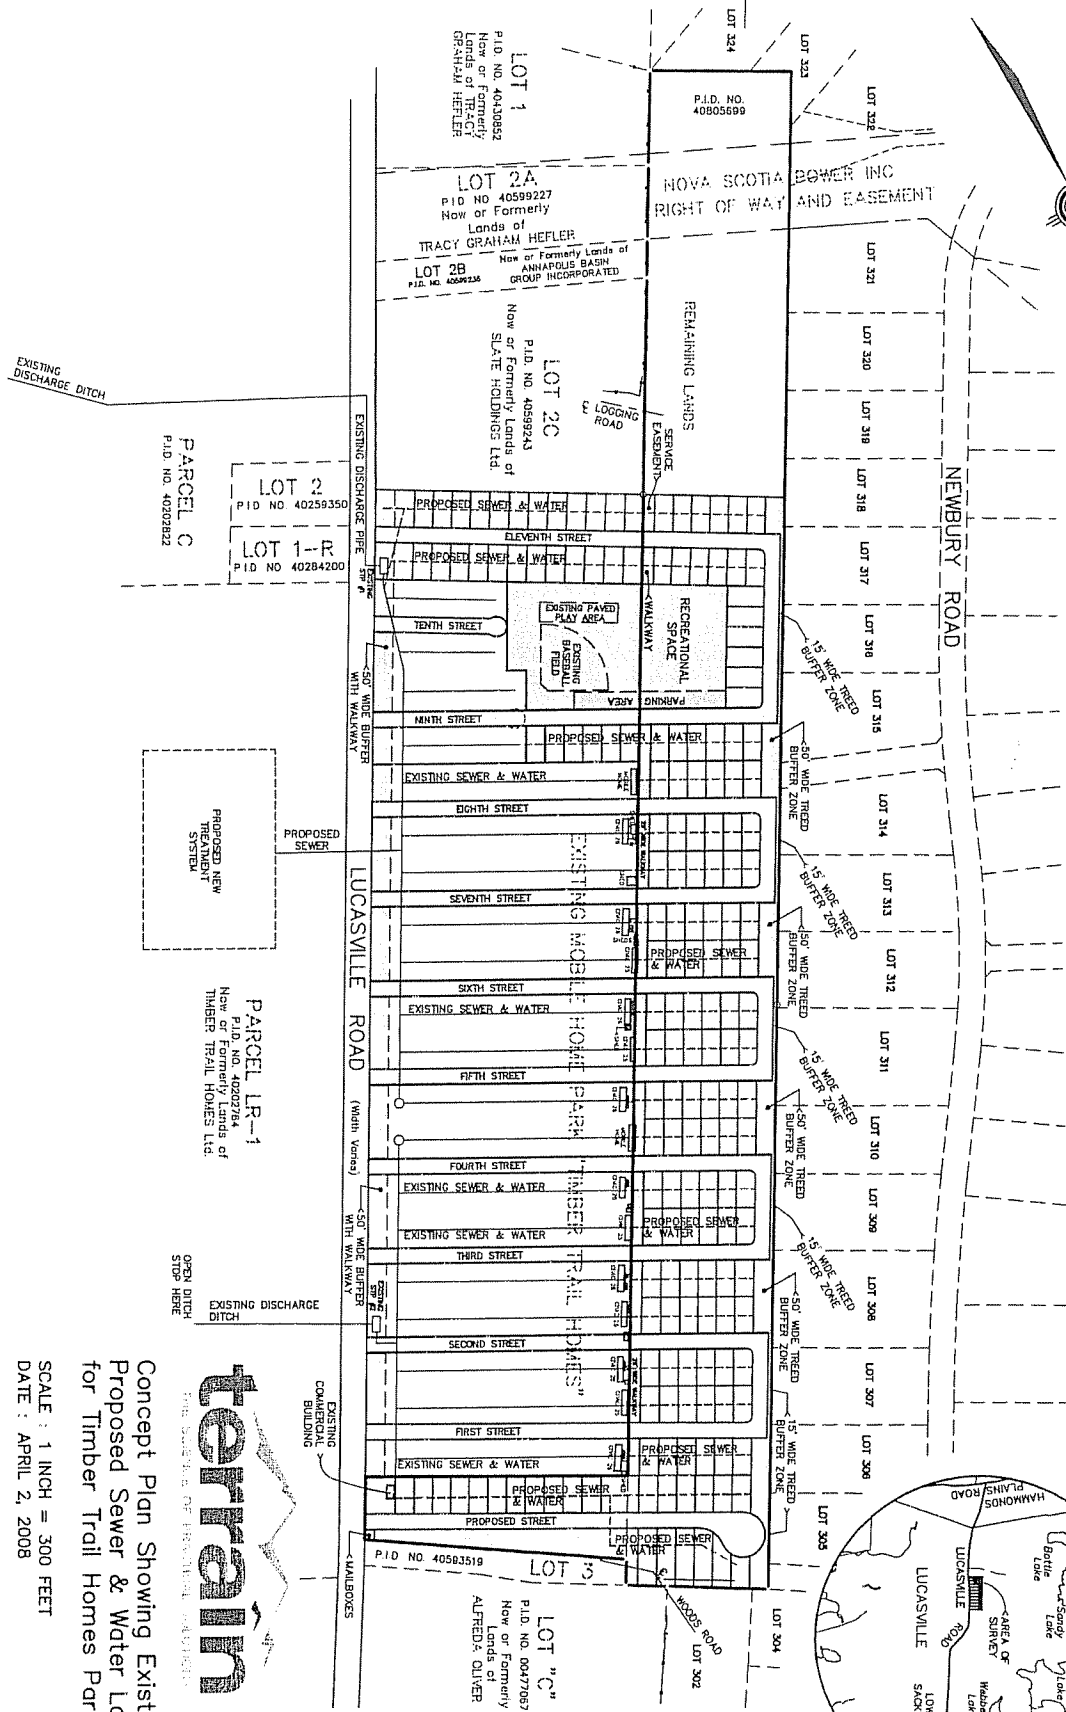 LOT 324
LOT 323
LOT 322
P.I.D. NO.
40805699
LOT 1
P.I.D. NO. 40430852
Now or Formerly
Lands of TRACY
GRAHAM HEFLER
LOT 2A
PID NO 40599227
Now or Formerly
Lands of
TRACY GRAHAM HEFLER
NOVA SCOTIA POWER INC
RIGHT OF WAY AND EASEMENT
LOT 2B
P.I.D. NO. 40599235
Now or Formerly Lands of
ANNAPOLIS BASIN
GROUP INCORPORATED
LOT 321
LOT 2C
P.I.D. NO. 40599243
Now or Formerly Lands of
SLATE HOLDINGS Ltd.
REMAINING LANDS
LOGGING
ROAD
SERVICE
EASEMENT
LOT 320
LOT 319
LOT 318
LOT 317
LOT 316
LOT 315
LOT 314
LOT 313
LOT 312
LOT 311
LOT 310
LOT 309
LOT 308
LOT 307
LOT 306
LOT 305
LOT 304
LOT 302
NEWBURY ROAD
EXISTING
DISCHARGE DITCH
EXISTING DISCHARGE PIPE
PARCEL C
P.I.D. NO. 40202822
LOT 2
PID NO. 40259350
LOT 1-R
P.I.D NO 40284200
EXISTING
STP #1
PROPOSED SEWER & WATER
ELEVENTH STREET
PROPOSED SEWER & WATER
WALKWAY
RECREATIONAL
SPACE
EXISTING PAVED
PLAY AREA
EXISTING
BASEBALL
FIELD
PARKING AREA
TENTH STREET
NINTH STREET
PROPOSED SEWER & WATER
EXISTING SEWER & WATER
EIGHTH STREET
SEVENTH STREET
PROPOSED SEWER
& WATER
SIXTH STREET
EXISTING SEWER & WATER
FIFTH STREET
FOURTH STREET
EXISTING SEWER & WATER
PROPOSED SEWER
& WATER
EXISTING SEWER & WATER
THIRD STREET
SECOND STREET
FIRST STREET
EXISTING SEWER & WATER
PROPOSED SEWER
& WATER
PROPOSED SEWER
& WATER
PROPOSED STREET
PROPOSED SEWER
& WATER
EXISTING MOBILE HOME PARK "TIMBER TRAIL HOMES"
15' WIDE TREED
BUFFER ZONE
50' WIDE TREED
BUFFER ZONE
15' WIDE TREED
BUFFER ZONE
50' WIDE TREED
BUFFER ZONE
15' WIDE TREED
BUFFER ZONE
50' WIDE TREED
BUFFER ZONE
15' WIDE TREED
BUFFER ZONE
50' WIDE TREED
BUFFER ZONE
15' WIDE TREED
BUFFER ZONE
50' WIDE BUFFER
WITH WALKWAY
50' WIDE BUFFER
WITH WALKWAY
LUCASVILLE ROAD
(Width Varies)
PROPOSED
SEWER
PROPOSED NEW
TREATMENT
SYSTEM
PARCEL LR-1
P.I.D. NO. 40202764
Now or Formerly Lands of
TIMBER TRAIL HOMES Ltd.
OPEN DITCH
STOP HERE
EXISTING DISCHARGE
DITCH
EXISTING
STP #2
EXISTING
COMMERCIAL
BUILDING
MAILBOXES
P.I.D NO. 40593519
LOT 3
WOODS ROAD
LOT "C"
P.I.D. NO. 00477067
Now or Formerly
Lands of
ALFREDA OLIVER
HAMMONDS
PLAINS ROAD
LUCASVILLE ROAD
LUCASVILLE
AREA OF
SURVEY
Bottle
Lake
Sandy
Lake
terrain
Concept Plan Showing Exist
Proposed Sewer & Water Lo
for Timber Trail Homes Par
SCALE : 1 INCH = 300 FEET
DATE : APRIL 2, 2008